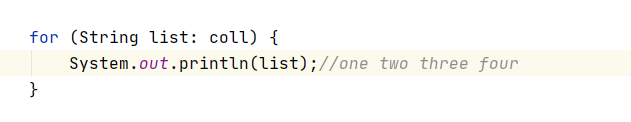 for (String list: coll) {
    System.out.println(list);//one two three four
}